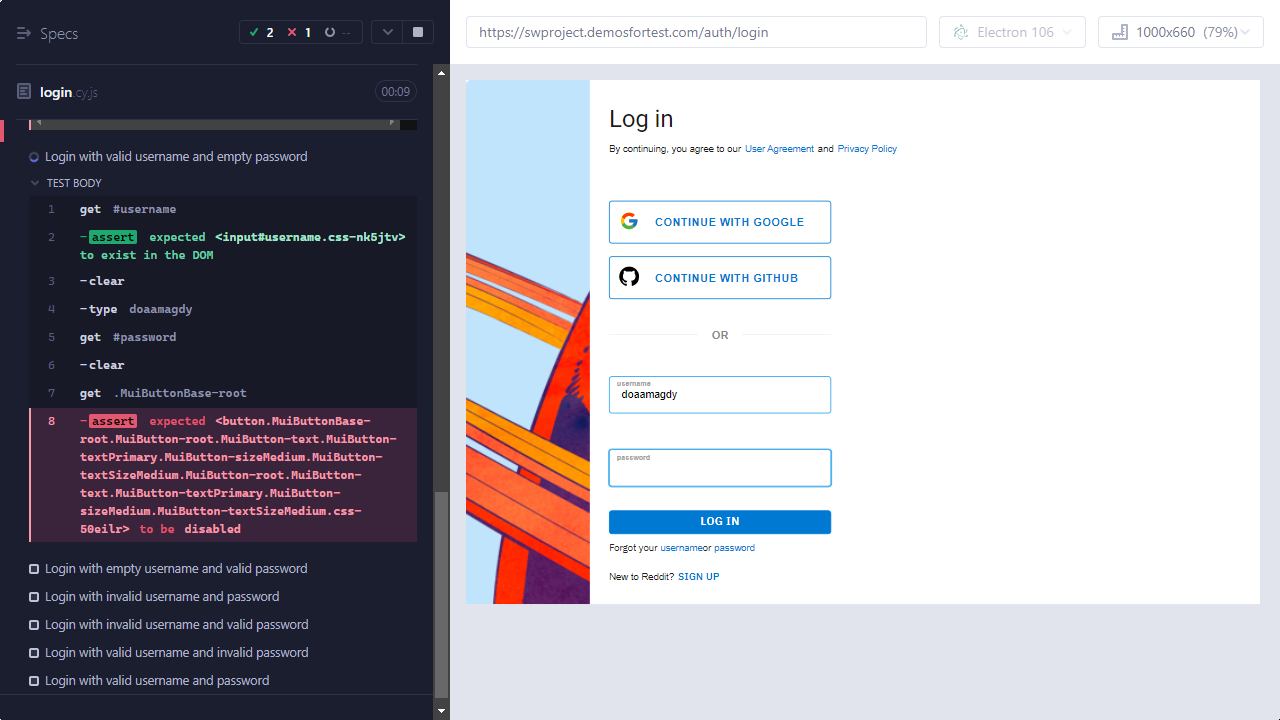 Specs
2
1
--
login.cy.js
00:09
Login with valid username and empty password
TEST BODY
1 get #username
2 -assert expected <input#username.css-nk5jtv>
to exist in the DOM
3 -clear
4 -type doaamagdy
5 get #password
6 -clear
7 get .MuiButtonBase-root
8 -assert expected <button.MuiButtonBase-
root.MuiButton-root.MuiButton-text.MuiButton-
textPrimary.MuiButton-sizeMedium.MuiButton-
textSizeMedium.MuiButton-root.MuiButton-
text.MuiButton-textPrimary.MuiButton-
sizeMedium.MuiButton-textSizeMedium.css-
50eilr> to be disabled
Login with empty username and valid password
Login with invalid username and password
Login with invalid username and valid password
Login with valid username and invalid password
Login with valid username and password
https://swproject.demosfortest.com/auth/login
Electron 106
1000x660 (79%)
Log in
By continuing, you agree to our User Agreement and Privacy Policy
CONTINUE WITH GOOGLE
CONTINUE WITH GITHUB
OR
username
doaamagdy
password
LOG IN
Forgot your usernameor password
New to Reddit? SIGN UP